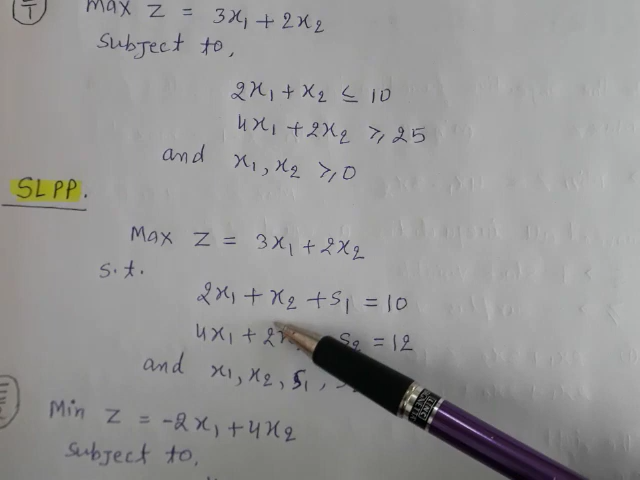 Max Z = 3x₁ + 2x₂
Subject to,
2x₁ + x₂ ≤ 10
4x₁ + 2x₂ ≥ 25
and x₁, x₂ ≥ 0
SLPP.
Max Z = 3x₁ + 2x₂
s.t.
2x₁ + x₂ + s₁ = 10
4x₁ + 2x s₂ = 12
and x₁, x₂, s₁,
Min Z = -2x₁ + 4x₂
Subject to,